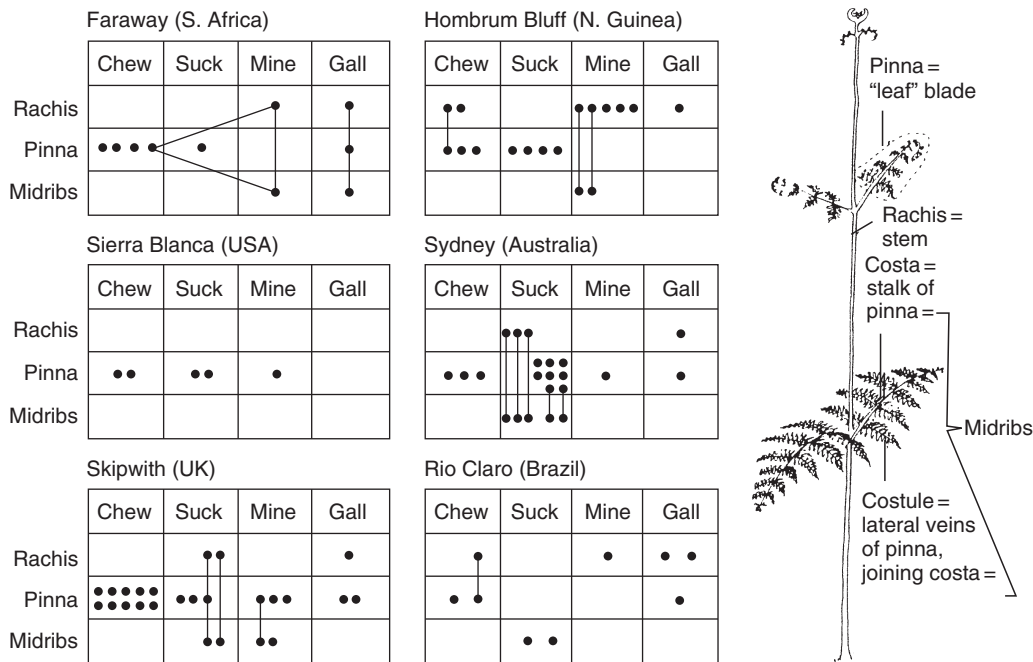 Faraway (S. Africa)
Chew Suck Mine Gall
Rachis
Pinna
Midribs
Hombrum Bluff (N. Guinea)
Chew Suck Mine Gall
Sierra Blanca (USA)
Chew Suck Mine Gall
Rachis
Pinna
Midribs
Sydney (Australia)
Chew Suck Mine Gall
Skipwith (UK)
Chew Suck Mine Gall
Rachis
Pinna
Midribs
Rio Claro (Brazil)
Chew Suck Mine Gall
Pinna =
“leaf” blade
Rachis =
stem
Costa =
stalk of
pinna =
Midribs
Costule =
lateral veins
of pinna,
joining costa =